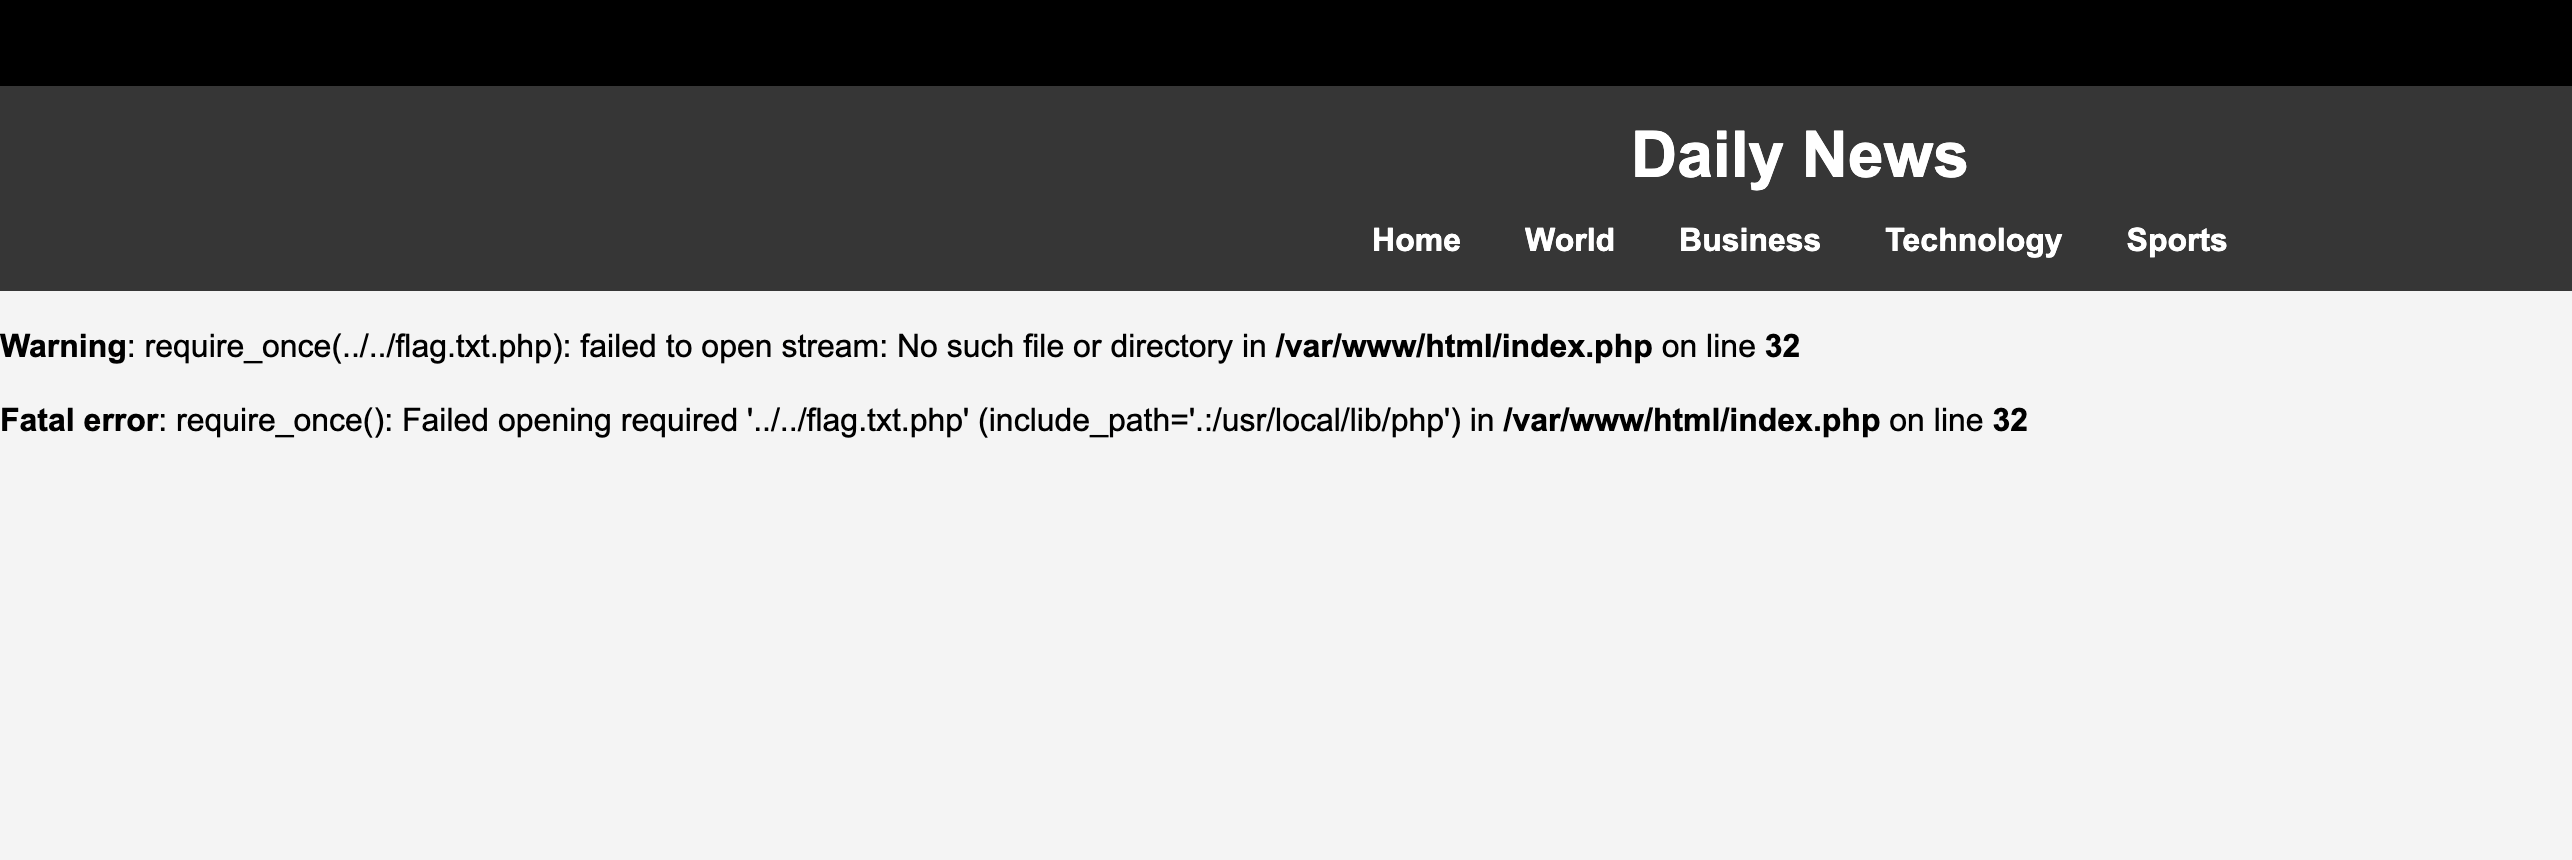 Daily News
Home World Business Technology Sports
Warning: require_once(../../flag.txt.php): failed to open stream: No such file or directory in /var/www/html/index.php on line 32
Fatal error: require_once(): Failed opening required '../../flag.txt.php' (include_path='.:/usr/local/lib/php') in /var/www/html/index.php on line 32